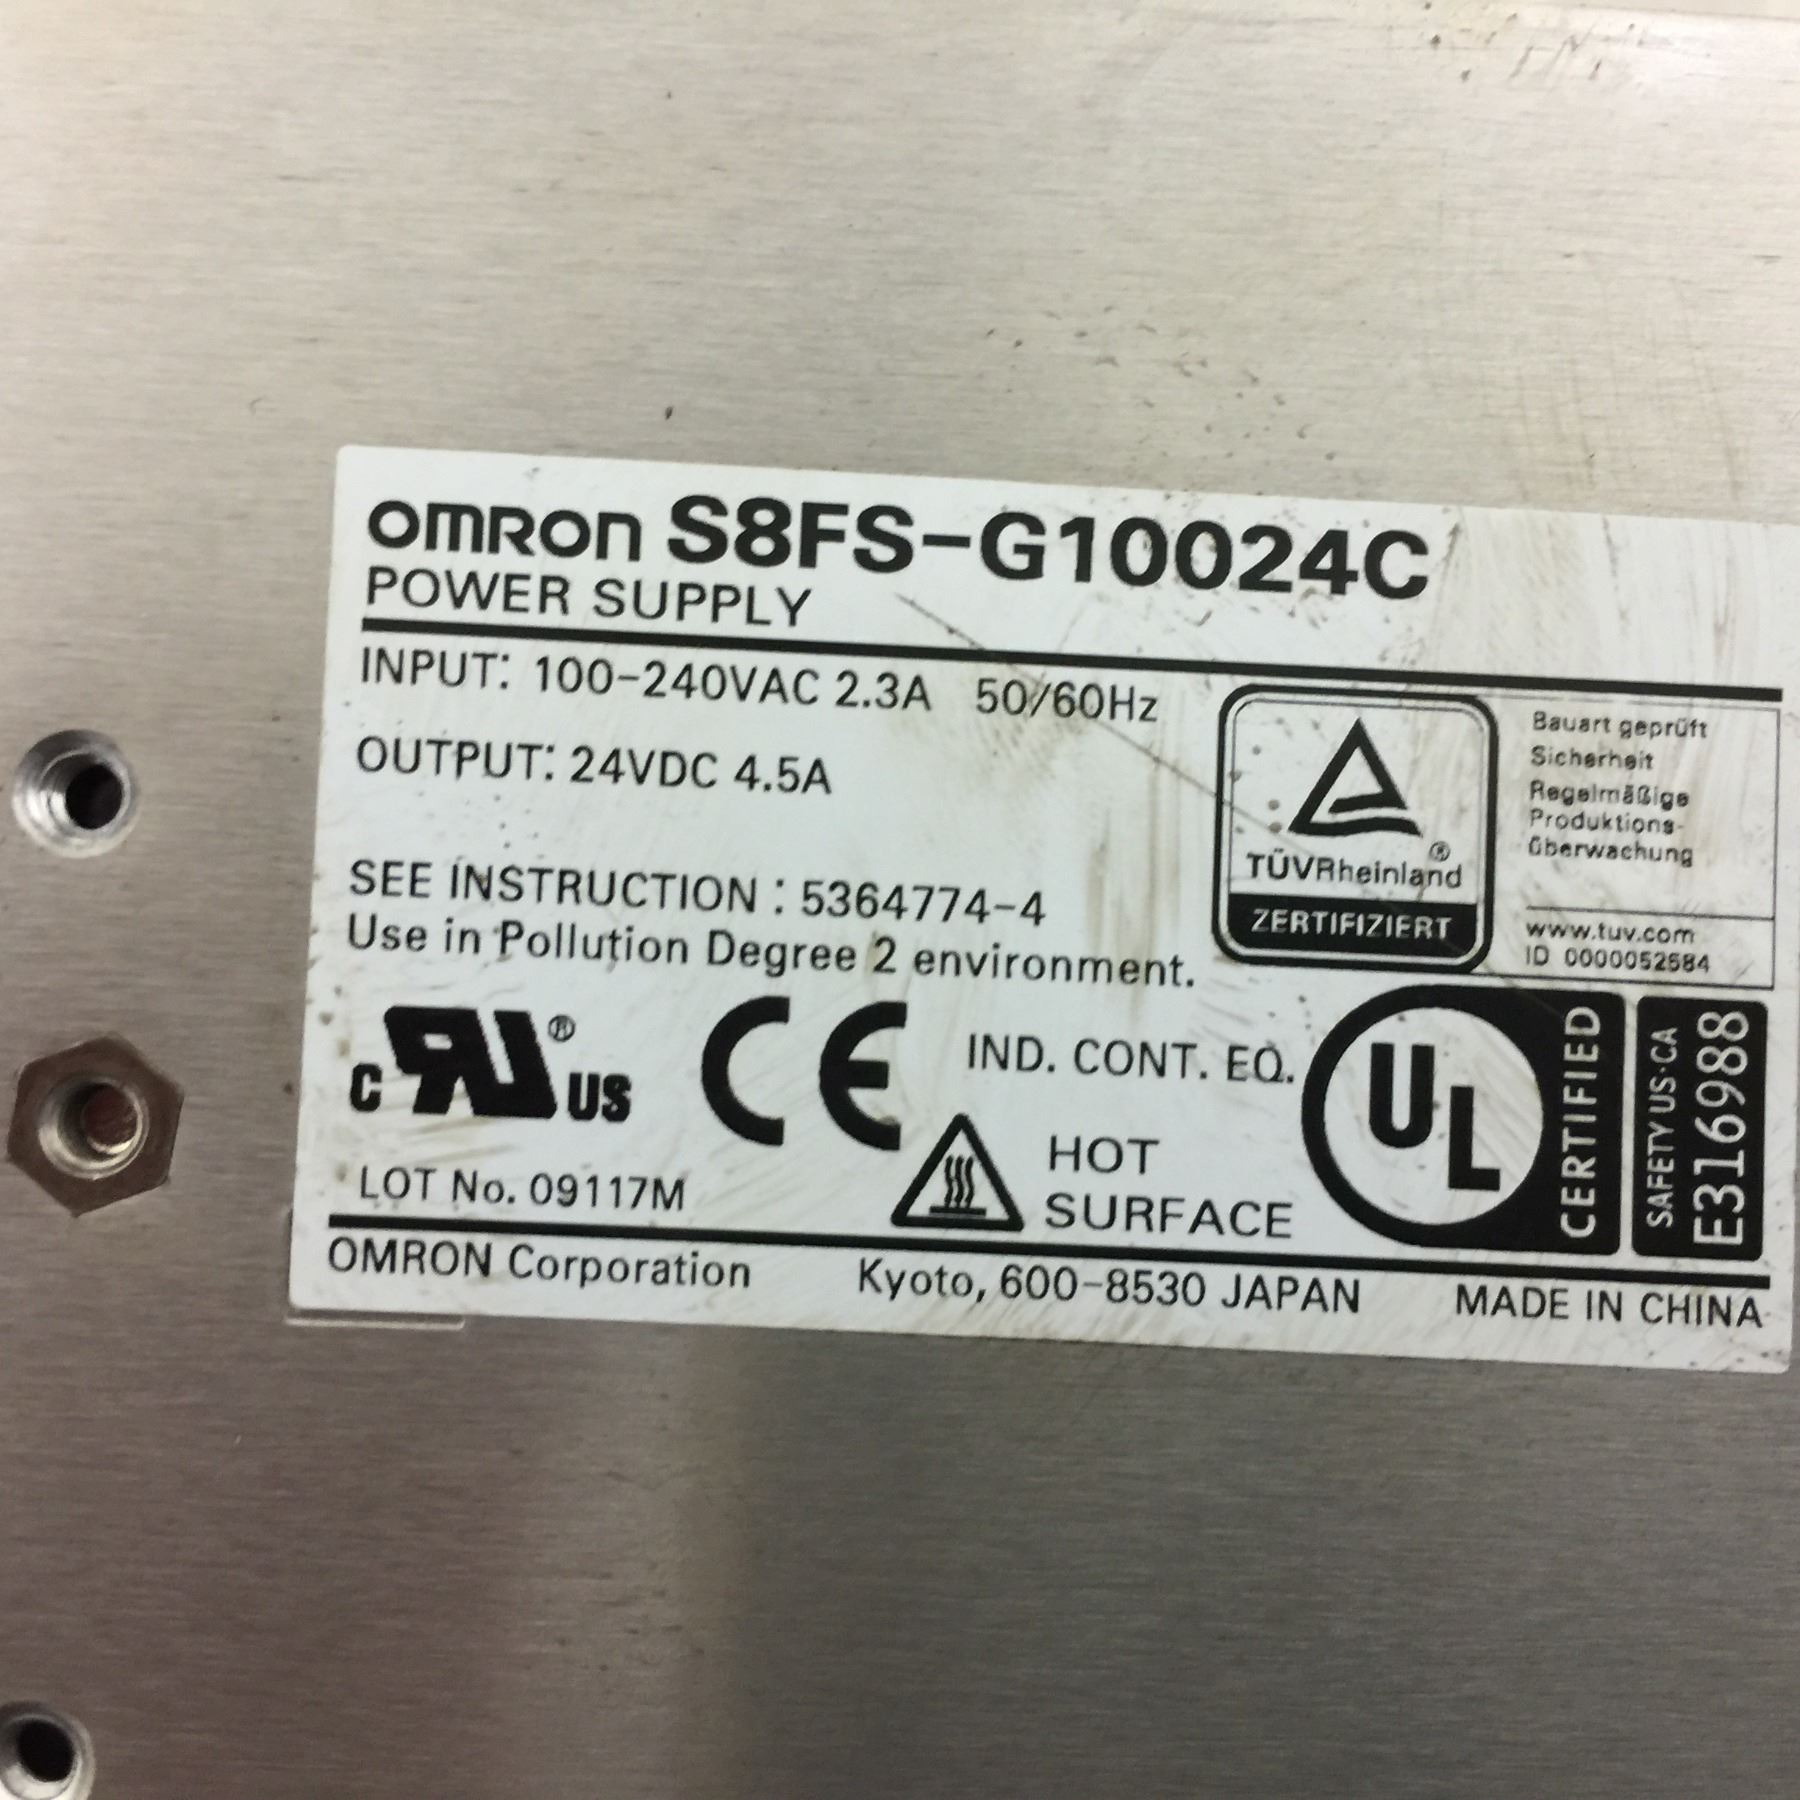 omron S8FS-G10024C
POWER SUPPLY
INPUT: 100-240VAC 2.3A 50/60Hz
OUTPUT: 24VDC 4.5A
SEE INSTRUCTION : 5364774-4
Use in Pollution Degree 2 environment.
TÜVRheinland®
ZERTIFIZIERT
Bauart geprüft
Sicherheit
Regelmäßige
Produktions-
überwachung
www.tuv.com
ID 0000052684
c RU® US
CE
IND. CONT. EQ.
HOT
SURFACE
UL
CERTIFIED
SAFETY US·CA
E316988
LOT No. 09117M
OMRON Corporation Kyoto, 600-8530 JAPAN MADE IN CHINA